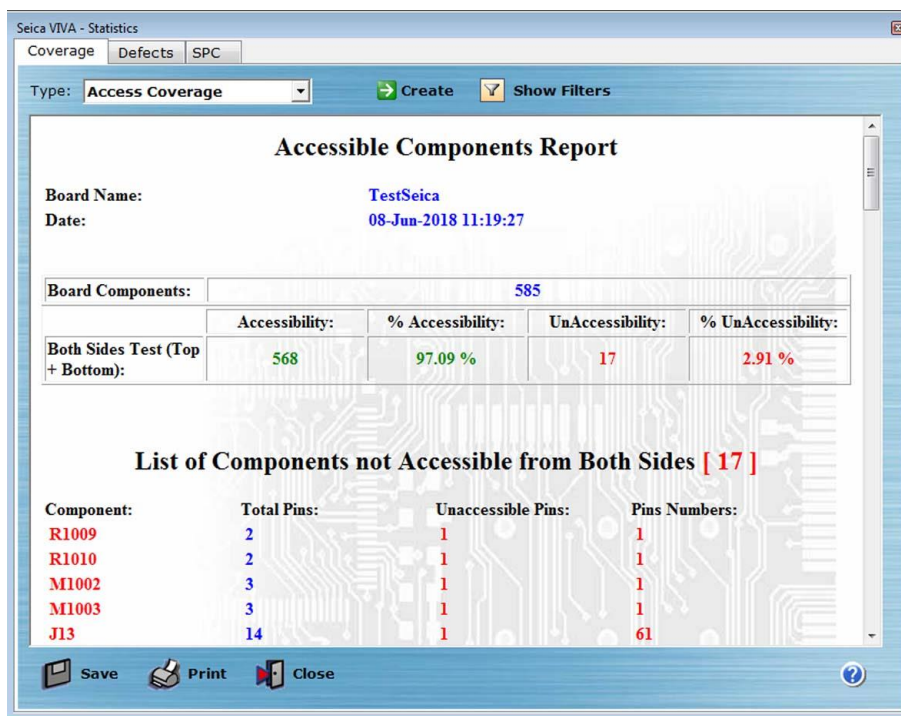 Seica VIVA - Statistics
Coverage Defects SPC
Type: Access Coverage Create Show Filters
Accessible Components Report
Board Name: TestSeica
Date: 08-Jun-2018 11:19:27
Board Components: 585
Accessibility: % Accessibility: UnAccessibility: % UnAccessibility:
Both Sides Test (Top
+ Bottom): 568 97.09 % 17 2.91 %
List of Components not Accessible from Both Sides [ 17 ]
Component: Total Pins: Unaccessible Pins: Pins Numbers:
R1009 2 1 1
R1010 2 1 1
M1002 3 1 1
M1003 3 1 1
J13 14 1 61
Save Print Close ?